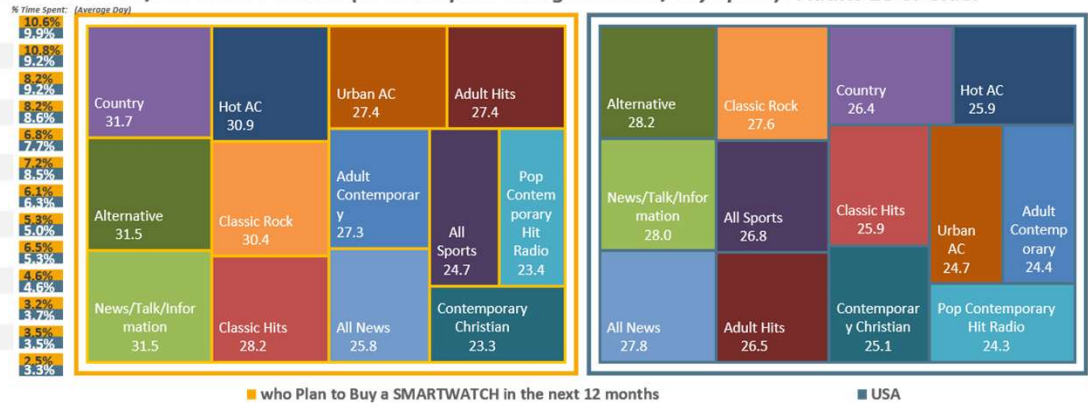 % Time Spent: (Average Day)
10.6%
9.9%
10.8%
9.2%
8.2%
9.2%
8.2%
8.6%
6.8%
7.7%
7.2%
8.5%
6.1%
6.3%
5.3%
5.0%
6.5%
5.3%
4.6%
4.6%
3.2%
3.7%
3.5%
3.5%
2.5%
3.3%
Country
31.7
Hot AC
30.9
Urban AC
27.4
Adult Hits
27.4
Alternative
31.5
Classic Rock
30.4
Adult
Contemporar
y
27.3
All
Sports
24.7
Pop
Contem
porary
Hit
Radio
23.4
News/Talk/Infor
mation
31.5
Classic Hits
28.2
All News
25.8
Contemporary
Christian
23.3
Alternative
28.2
Classic Rock
27.6
Country
26.4
Hot AC
25.9
News/Talk/Infor
mation
28.0
All Sports
26.8
Classic Hits
25.9
Urban
AC
24.7
Adult
Contemp
orary
24.4
All News
27.8
Adult Hits
26.5
Contemporar
y Christian
25.1
Pop Contemporary
Hit Radio
24.3
who Plan to Buy a SMARTWATCH in the next 12 months
USA